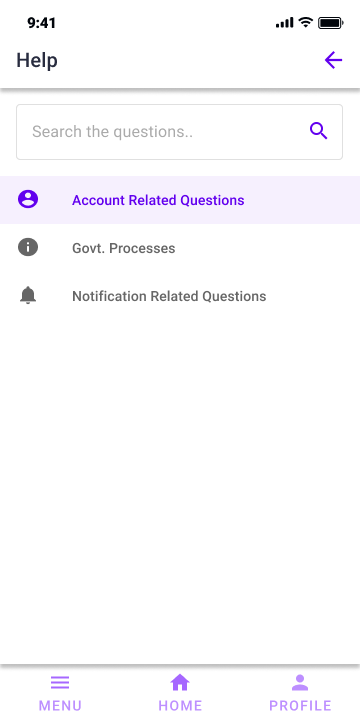 9:41
Help
Search the questions..
Account Related Questions
Govt. Processes
Notification Related Questions
MENU
HOME
PROFILE